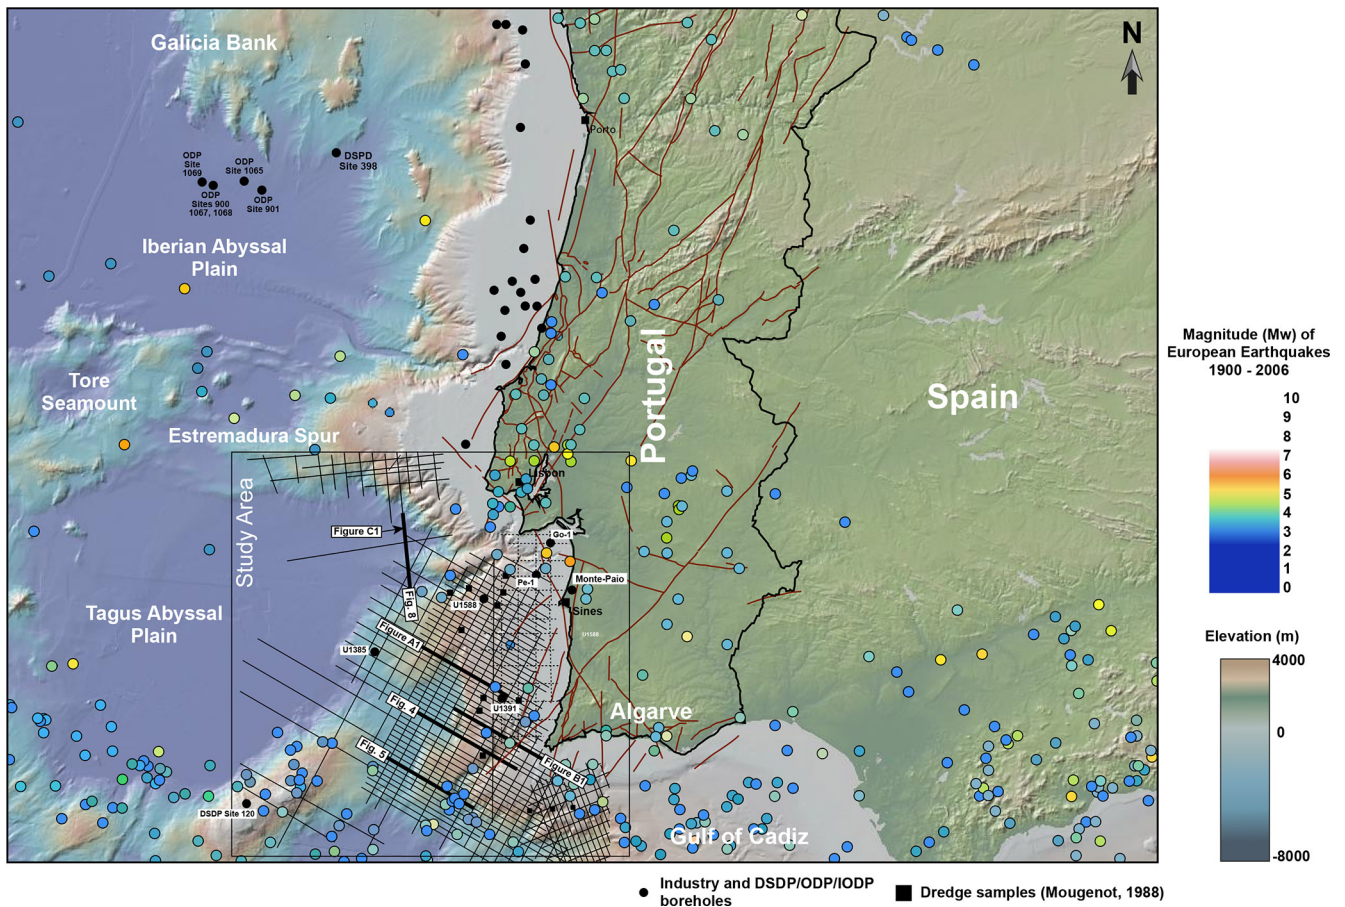 Galicia Bank
N
Porto
ODP
Site
1069
ODP
Site 1065
DSPD
Site 398
ODP
Sites 900
1067, 1068
ODP
Site 901
Iberian Abyssal
Plain
Portugal
Spain
Tore
Seamount
Estremadura Spur
Lisbon
Study Area
Figure C1
Go-1
Pe-1
Monte-Paio
Fig. 8
U1588
Sines
U1588
Tagus Abyssal
Plain
Figure A1
U1385
Fig. 4
U1391
Algarve
Fig. 5
Figure B1
DSDP Site 120
Gulf of Cadiz
Magnitude (Mw) of
European Earthquakes
1900 - 2006
10
9
8
7
6
5
4
3
2
1
0
Elevation (m)
4000
0
-8000
Industry and DSDP/ODP/IODP
boreholes
Dredge samples (Mougenot, 1988)